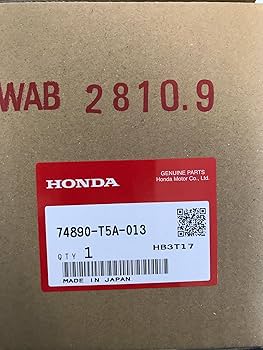 WAB 2810.9
GENUINE PARTS
HONDA Honda Motor Co., Ltd.
74890-T5A-013
QTY 1
HB3T17
MADE IN JAPAN